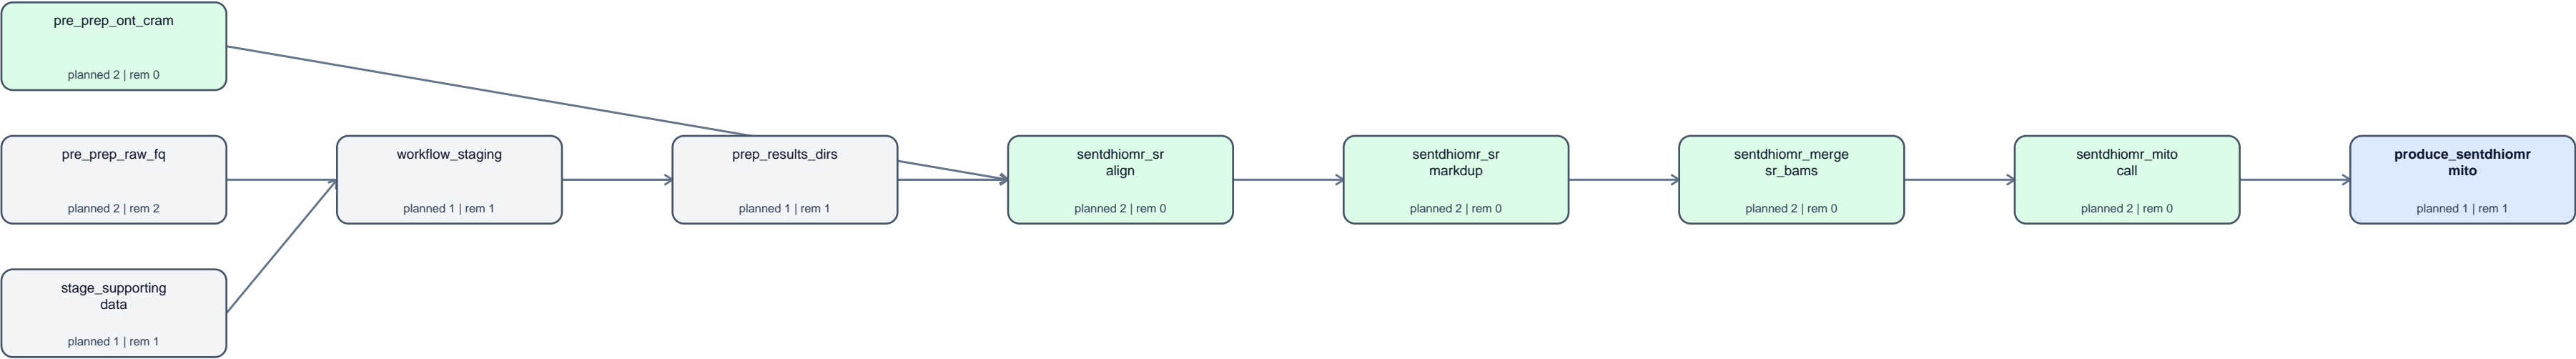 pre_prep_ont_cram
planned 2 | rem 0
pre_prep_raw_fq
planned 2 | rem 2
stage_supporting
data
planned 1 | rem 1
workflow_staging
planned 1 | rem 1
prep_results_dirs
planned 1 | rem 1
sentdhiomr_sr
align
planned 2 | rem 0
sentdhiomr_sr
markdup
planned 2 | rem 0
sentdhiomr_merge
sr_bams
planned 2 | rem 0
sentdhiomr_mito
call
planned 2 | rem 0
produce_sentdhiomr
mito
planned 1 | rem 1